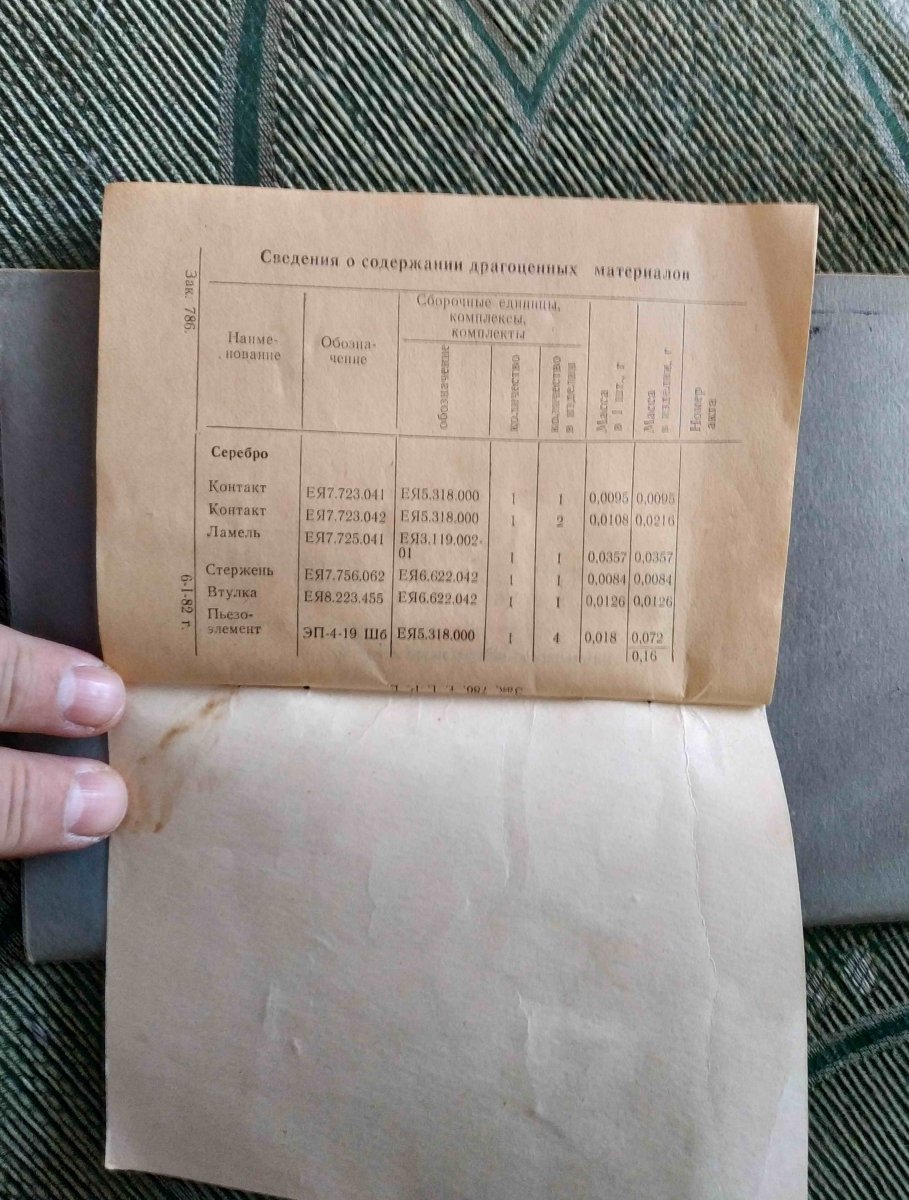 Сведения о содержании драгоценных материалов
Зак. 786.
6-1-82 г.
Наиме-
нование
Обозна-
чение
Сборочные единицы,
комплексы,
комплекты
обозначение
количество
количество
в изделии
Масса
в 1 шт., г
Масса
в изделии, г
Номер
акта
Серебро
Контакт ЕЯ7.723.041 ЕЯ5.318.000 1 1 0,0095 0,0095
Контакт ЕЯ7.723.042 ЕЯ5.318.000 1 2 0,0108 0,0216
Ламель ЕЯ7.725.041 ЕЯ3.119.002-
01 1 1 0,0357 0,0357
Стержень ЕЯ7.756.062 ЕЯ6.622.042 1 1 0,0084 0,0084
Втулка ЕЯ8.223.455 ЕЯ6.622.042 1 1 0,0126 0,0126
Пьезо-
элемент ЭП-4-19 Шб ЕЯ5.318.000 1 4 0,018 0,072
0,16